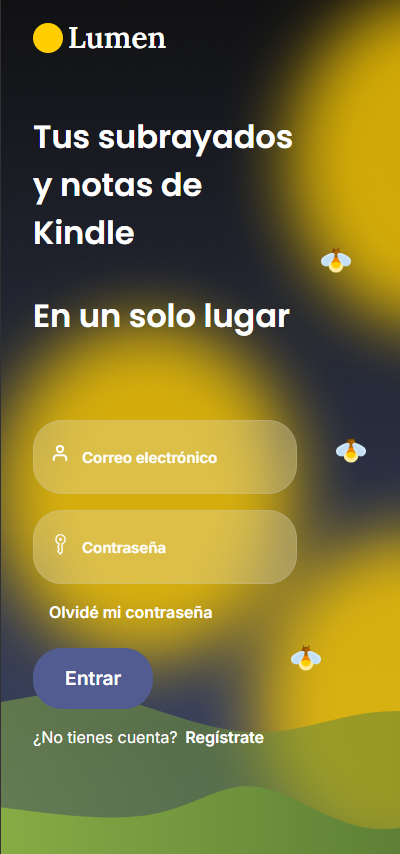 Lumen
Tus subrayados
y notas de
Kindle
En un solo lugar
Correo electrónico
Contraseña
Olvidé mi contraseña
Entrar
¿No tienes cuenta? Regístrate